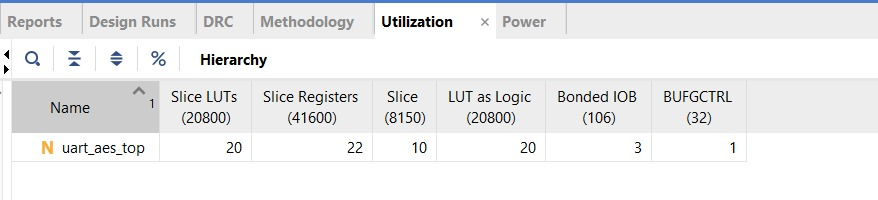 Reports Design Runs DRC Methodology Utilization × Power
% Hierarchy
Name 1 Slice LUTs (20800) Slice Registers (41600) Slice (8150) LUT as Logic (20800) Bonded IOB (106) BUFGCTRL (32)
N uart_aes_top 20 22 10 20 3 1